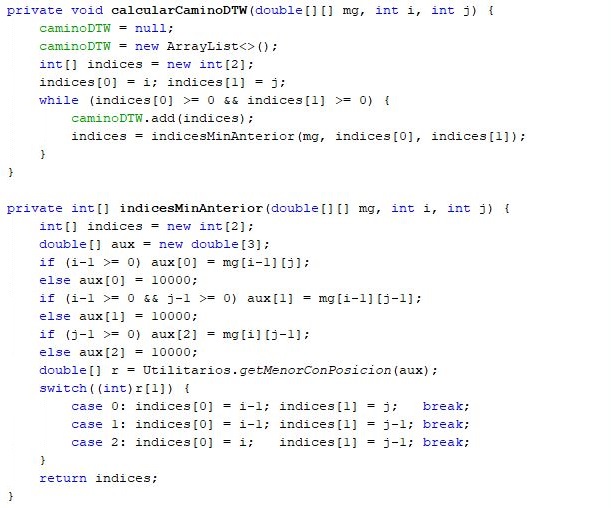 private void calcularCaminoDTW(double[][] mg, int i, int j) {
    caminoDTW = null;
    caminoDTW = new ArrayList<>();
    int[] indices = new int[2];
    indices[0] = i; indices[1] = j;
    while (indices[0] >= 0 && indices[1] >= 0) {
        caminoDTW.add(indices);
        indices = indicesMinAnterior(mg, indices[0], indices[1]);
    }
}

private int[] indicesMinAnterior(double[][] mg, int i, int j) {
    int[] indices = new int[2];
    double[] aux = new double[3];
    if (i-1 >= 0) aux[0] = mg[i-1][j];
    else aux[0] = 10000;
    if (i-1 >= 0 && j-1 >= 0) aux[1] = mg[i-1][j-1];
    else aux[1] = 10000;
    if (j-1 >= 0) aux[2] = mg[i][j-1];
    else aux[2] = 10000;
    double[] r = Utilitarios.getMenorConPosicion(aux);
    switch((int)r[1]) {
        case 0: indices[0] = i-1; indices[1] = j;   break;
        case 1: indices[0] = i-1; indices[1] = j-1; break;
        case 2: indices[0] = i;   indices[1] = j-1; break;
    }
    return indices;
}